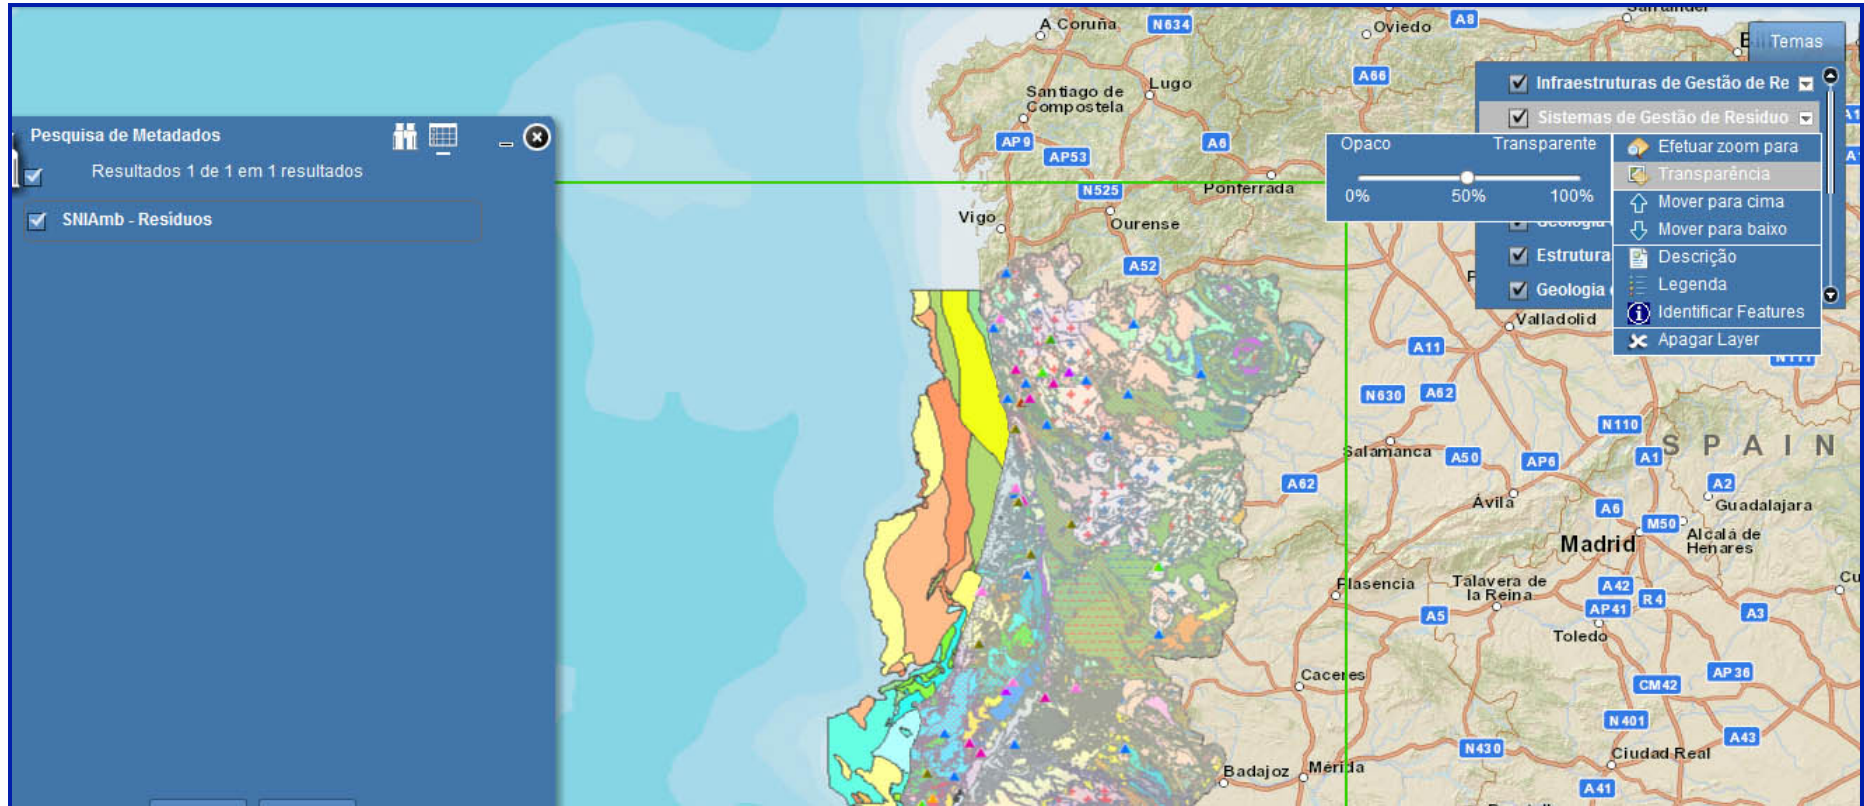 Pesquisa de Metadados
Resultados 1 de 1 em 1 resultados
SNIAmb - Resíduos
Temas
Infraestruturas de Gestão de Re
Sistemas de Gestão de Resíduo
Opaco Transparente
0% 50% 100%
Efetuar zoom para
Transparência
Mover para cima
Mover para baixo
Descrição
Legenda
Identificar Features
Apagar Layer
Geologia
Estrutura
Geologia
A Coruña
N634
Oviedo
A8
Santander
A66
Lugo
Santiago de
Compostela
AP9
AP53
A6
N525
Ponferrada
Vigo
Ourense
A52
Valladolid
A11
N111
N630
A62
N110
SPAIN
Salamanca
A50
AP6
A1
A62
A2
Guadalajara
Ávila
A6
M50
Alcalá de
Henares
Madrid
Plasencia
Talavera de
la Reina
A42
R4
AP41
A5
A3
Toledo
Caceres
AP36
CM42
N401
A43
N430
Ciudad Real
Badajoz
Mérida
A41